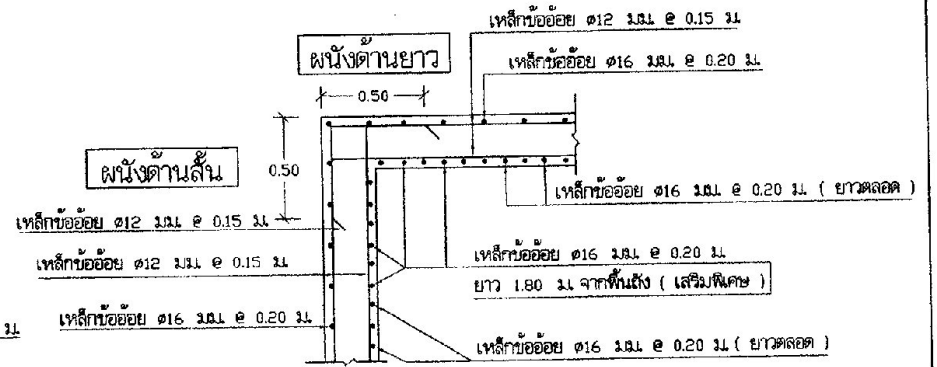 เหล็กข้ออ้อย ø12 มม. @ 0.15 ม.
ผนังด้านยาว
เหล็กข้ออ้อย ø16 มม. @ 0.20 ม.
0.50
ผนังด้านสั้น
0.50
เหล็กข้ออ้อย ø16 มม. @ 0.20 ม. ( ยาวตลอด )
เหล็กข้ออ้อย ø12 มม. @ 0.15 ม.
เหล็กข้ออ้อย ø12 มม. @ 0.15 ม.
เหล็กข้ออ้อย ø16 มม. @ 0.20 ม.
ยาว 1.80 ม. จากพื้นถัง ( เสริมพิเศษ )
ม.
เหล็กข้ออ้อย ø16 มม. @ 0.20 ม.
เหล็กข้ออ้อย ø16 มม. @ 0.20 ม. ( ยาวตลอด )